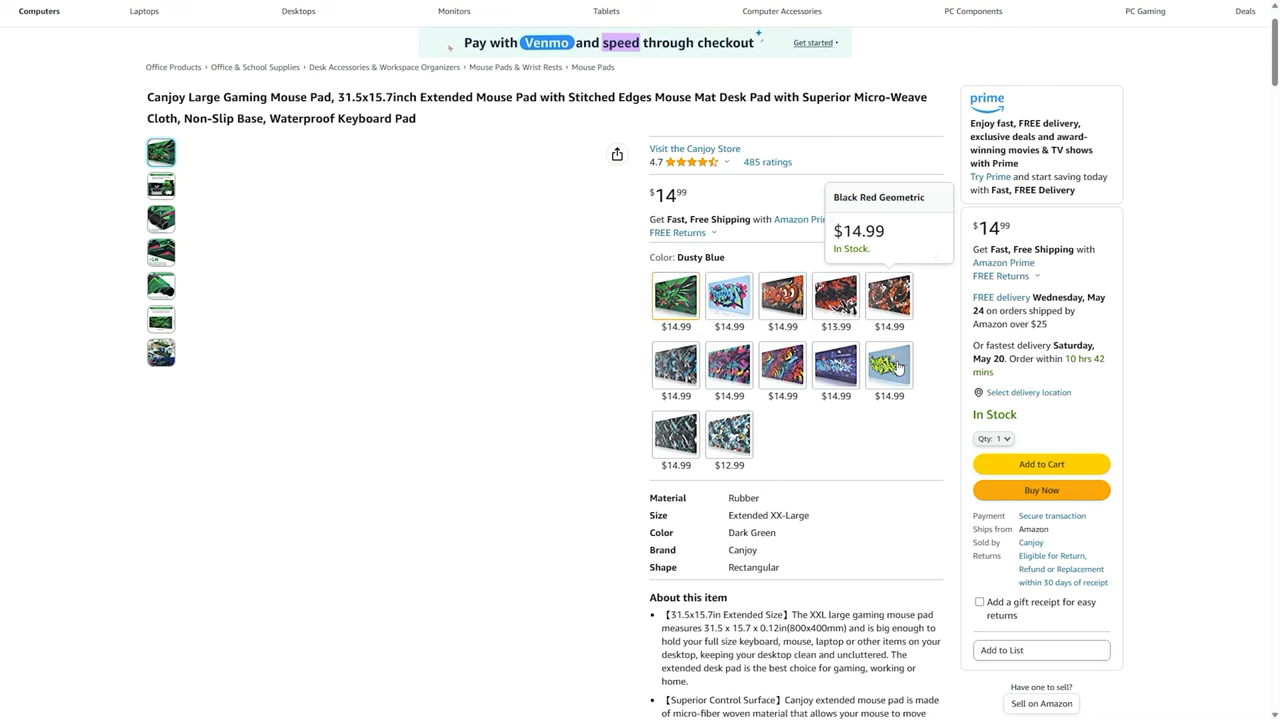 Computers
Laptops
Desktops
Monitors
Tablets
Computer Accessories
PC Components
PC Gaming
Deals
Pay with Venmo and speed through checkout
Get started
Office Products › Office & School Supplies › Desk Accessories & Workspace Organizers › Mouse Pads & Wrist Rests › Mouse Pads
Canjoy Large Gaming Mouse Pad, 31.5x15.7inch Extended Mouse Pad with Stitched Edges Mouse Mat Desk Pad with Superior Micro-Weave
Cloth, Non-Slip Base, Waterproof Keyboard Pad
Visit the Canjoy Store
4.7
485 ratings
$14 99
Get Fast, Free Shipping with Amazon Pri
FREE Returns
Black Red Geometric
$14.99
In Stock.
Color: Dusty Blue
$14.99
$14.99
$14.99
$13.99
$14.99
$14.99
$14.99
$14.99
$14.99
$14.99
$14.99
$12.99
Material Rubber
Size Extended XX-Large
Color Dark Green
Brand Canjoy
Shape Rectangular
About this item
• 【31.5x15.7in Extended Size】The XXL large gaming mouse pad
measures 31.5 x 15.7 x 0.12in(800x400mm) and is big enough to
hold your full size keyboard, mouse, laptop or other items on your
desktop, keeping your desktop clean and uncluttered. The
extended desk pad is the best choice for gaming, working or
home.
• 【Superior Control Surface】Canjoy extended mouse pad is made
of micro-fiber woven material that allows your mouse to move
prime
Enjoy fast, FREE delivery,
exclusive deals and award-
winning movies & TV shows
with Prime
Try Prime and start saving today
with Fast, FREE Delivery
$14 99
Get Fast, Free Shipping with
Amazon Prime
FREE Returns
FREE delivery Wednesday, May
24 on orders shipped by
Amazon over $25
Or fastest delivery Saturday,
May 20. Order within 10 hrs 42
mins
Select delivery location
In Stock
Qty: 1
Add to Cart
Buy Now
Payment Secure transaction
Ships from Amazon
Sold by Canjoy
Returns Eligible for Return,
Refund or Replacement
within 30 days of receipt
Add a gift receipt for easy
returns
Add to List
Have one to sell?
Sell on Amazon